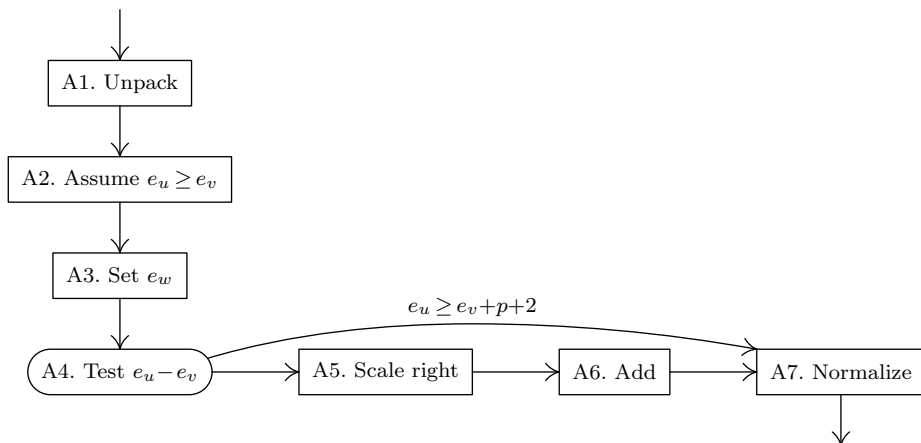 A1. Unpack
A2. Assume e_u ≥ e_v
A3. Set e_w
e_u ≥ e_v+p+2
A4. Test e_u−e_v
A5. Scale right
A6. Add
A7. Normalize